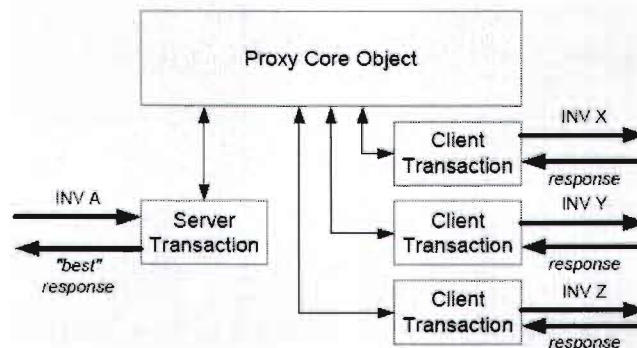 Proxy Core Object
INV A
"best"
response
Server
Transaction
Client
Transaction
INV X
response
Client
Transaction
INV Y
response
Client
Transaction
INV Z
response